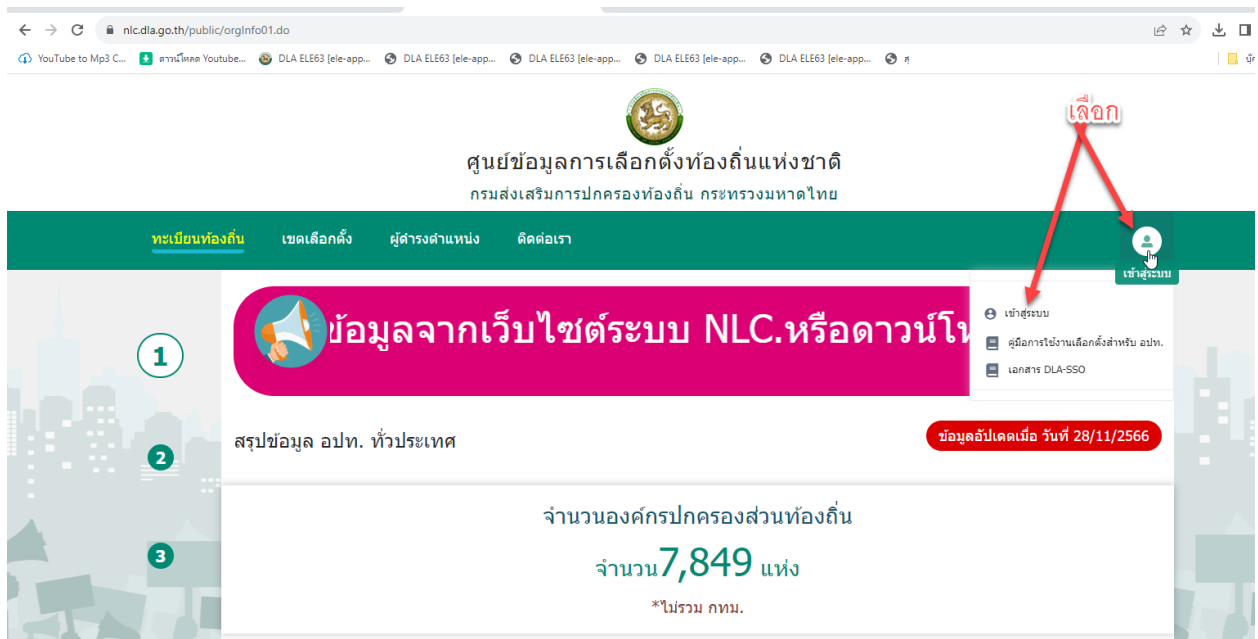 nlc.dla.go.th/public/orgInfo01.do
YouTube to Mp3 C... ดาวน์โหลด Youtube... DLA ELE63 [ele-app... DLA ELE63 [ele-app... DLA ELE63 [ele-app... DLA ELE63 [ele-app... DLA ELE63 [ele-app...
เลือก
ศูนย์ข้อมูลการเลือกตั้งท้องถิ่นแห่งชาติ
กรมส่งเสริมการปกครองท้องถิ่น กระทรวงมหาดไทย
ทะเบียนท้องถิ่น เขตเลือกตั้ง ผู้ดำรงตำแหน่ง ติดต่อเรา
เข้าสู่ระบบ
ข้อมูลจากเว็บไซต์ระบบ NLC.หรือดาวน์โห
เข้าสู่ระบบ
คู่มือการใช้งานเลือกตั้งสำหรับ อปท.
เอกสาร DLA-SSO
1
2
สรุปข้อมูล อปท. ทั่วประเทศ
ข้อมูลอัปเดตเมื่อ วันที่ 28/11/2566
จำนวนองค์กรปกครองส่วนท้องถิ่น
3
จำนวน7,849 แห่ง
*ไม่รวม กทม.